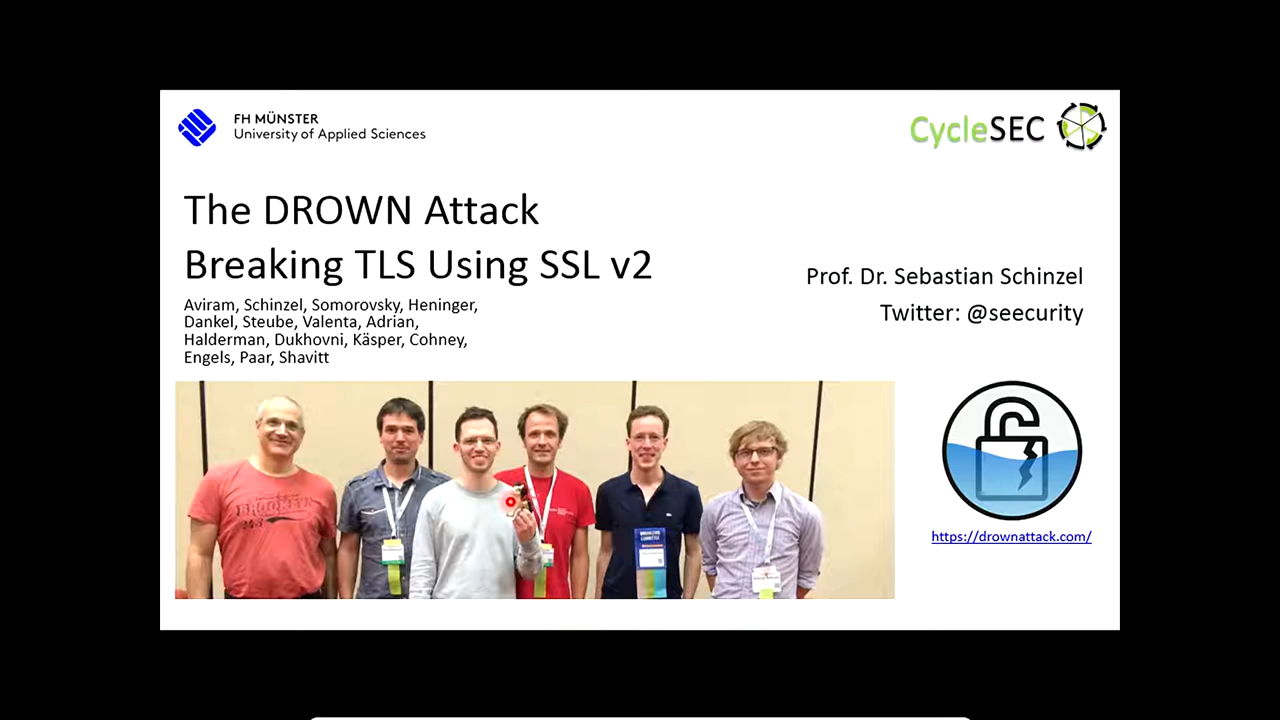 FH MÜNSTER
University of Applied Sciences
CycleSEC
The DROWN Attack
Breaking TLS Using SSL v2
Aviram, Schinzel, Somorovsky, Heninger,
Dankel, Steube, Valenta, Adrian,
Halderman, Dukhovni, Käsper, Cohney,
Engels, Paar, Shavitt
Prof. Dr. Sebastian Schinzel
Twitter: @seecurity
https://drownattack.com/